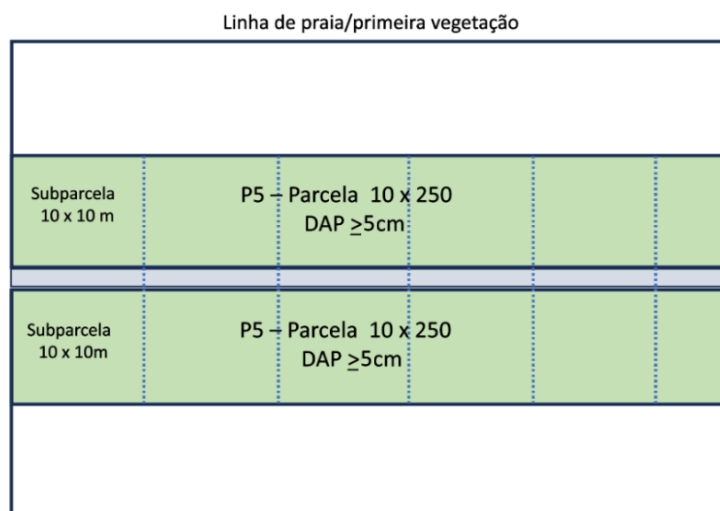 Linha de praia/primeira vegetação
Subparcela
10 x 10 m
P5 – Parcela 10 x 250
DAP ≥5cm
Subparcela
10 x 10m
P5 – Parcela 10 x 250
DAP ≥5cm